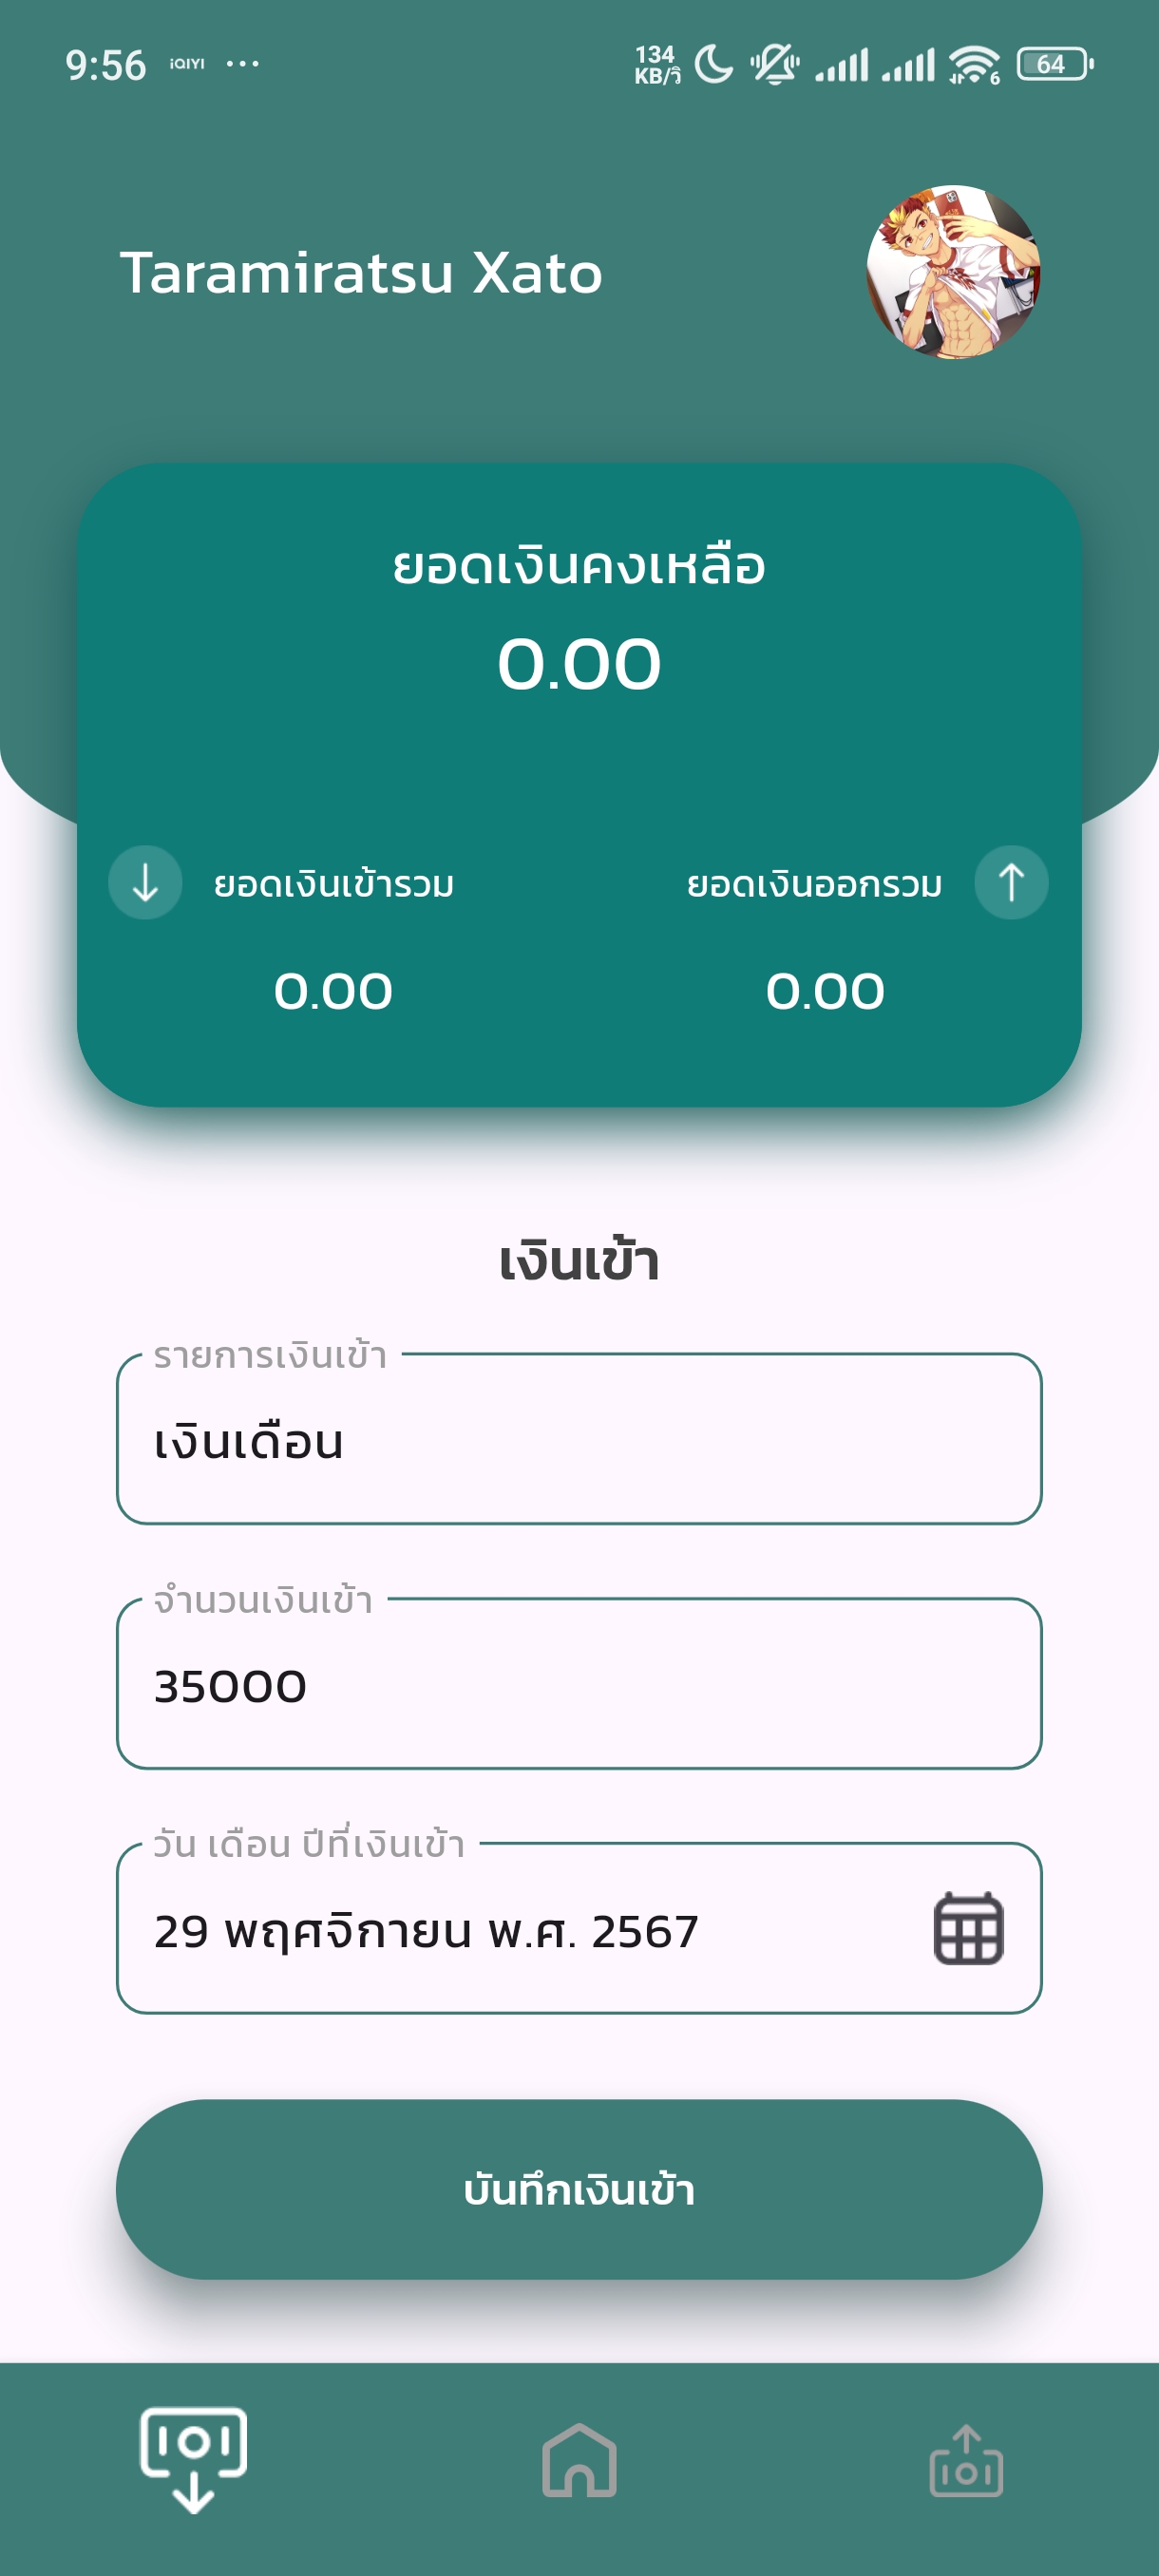 9:56 iQIYI ...
134
KB/วิ
6
64
Taramiratsu Xato
ยอดเงินคงเหลือ
0.00
ยอดเงินเข้ารวม
ยอดเงินออกรวม
0.00
0.00
เงินเข้า
รายการเงินเข้า
เงินเดือน
จำนวนเงินเข้า
35000
วัน เดือน ปีที่เงินเข้า
29 พฤศจิกายน พ.ศ. 2567
บันทึกเงินเข้า